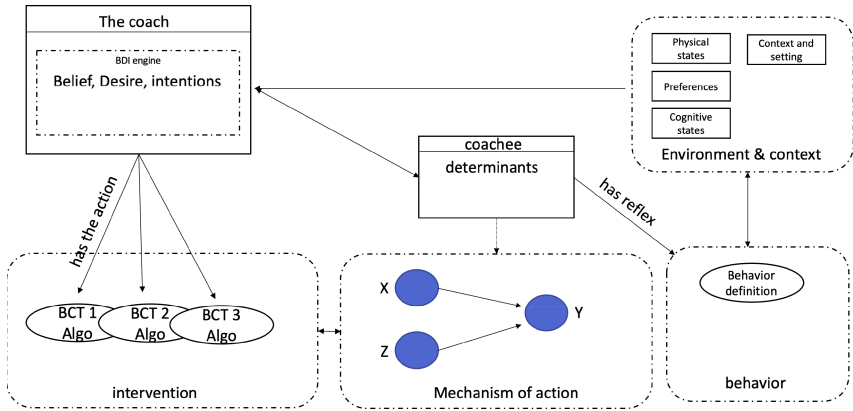 The coach
BDI engine
Belief, Desire, intentions
Physical
states
Context and
setting
Preferences
Cognitive
states
Environment & context
coachee
determinants
has the action
has reflex
BCT 1
Algo
BCT 2
Algo
BCT 3
Algo
intervention
X
Y
Z
Mechanism of action
Behavior
definition
behavior